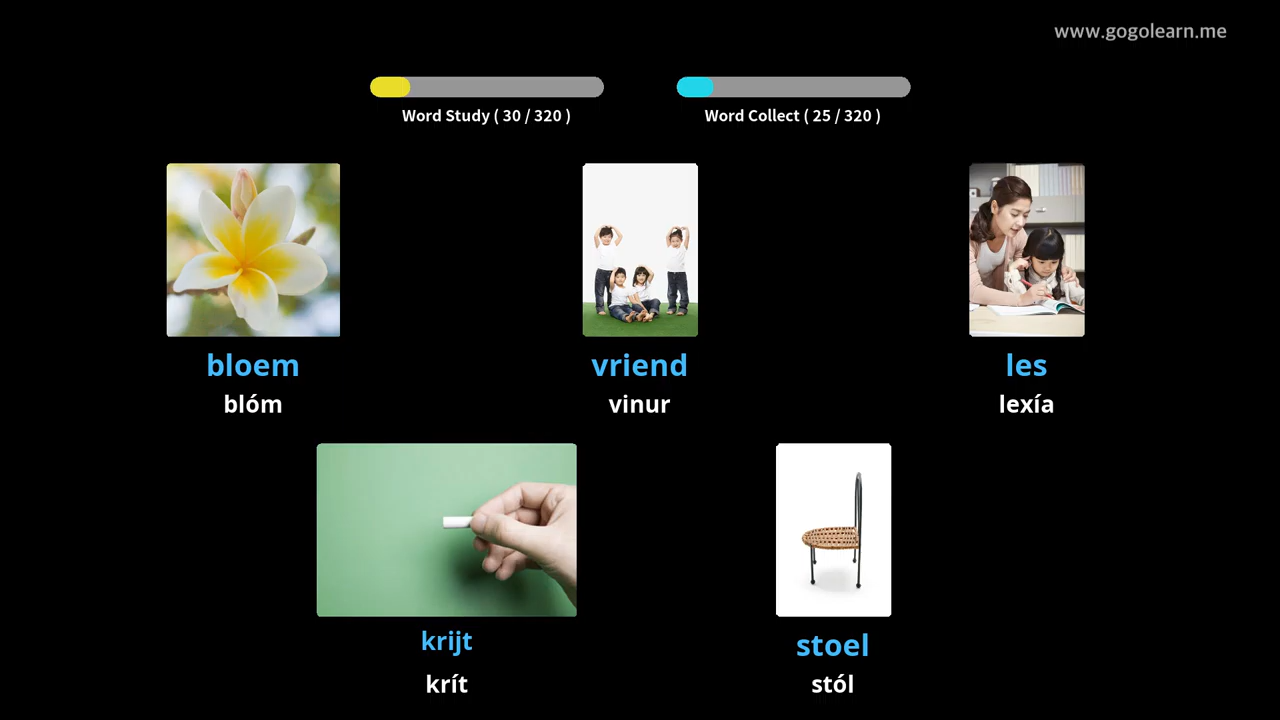 www.gogolearn.me
Word Study ( 30 / 320 )
Word Collect ( 25 / 320 )
bloem
blóm
vriend
vinur
les
lexía
krijt
krít
stoel
stól